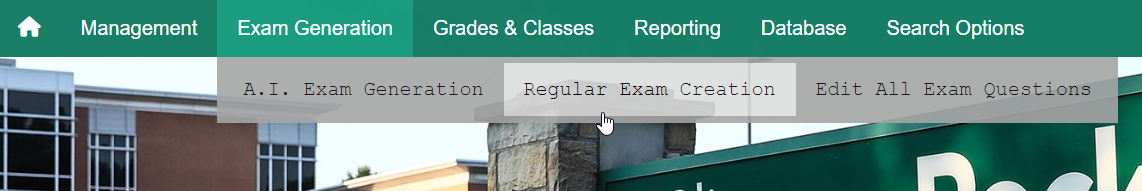 Management Exam Generation Grades & Classes Reporting Database Search Options
A.I. Exam Generation Regular Exam Creation Edit All Exam Questions